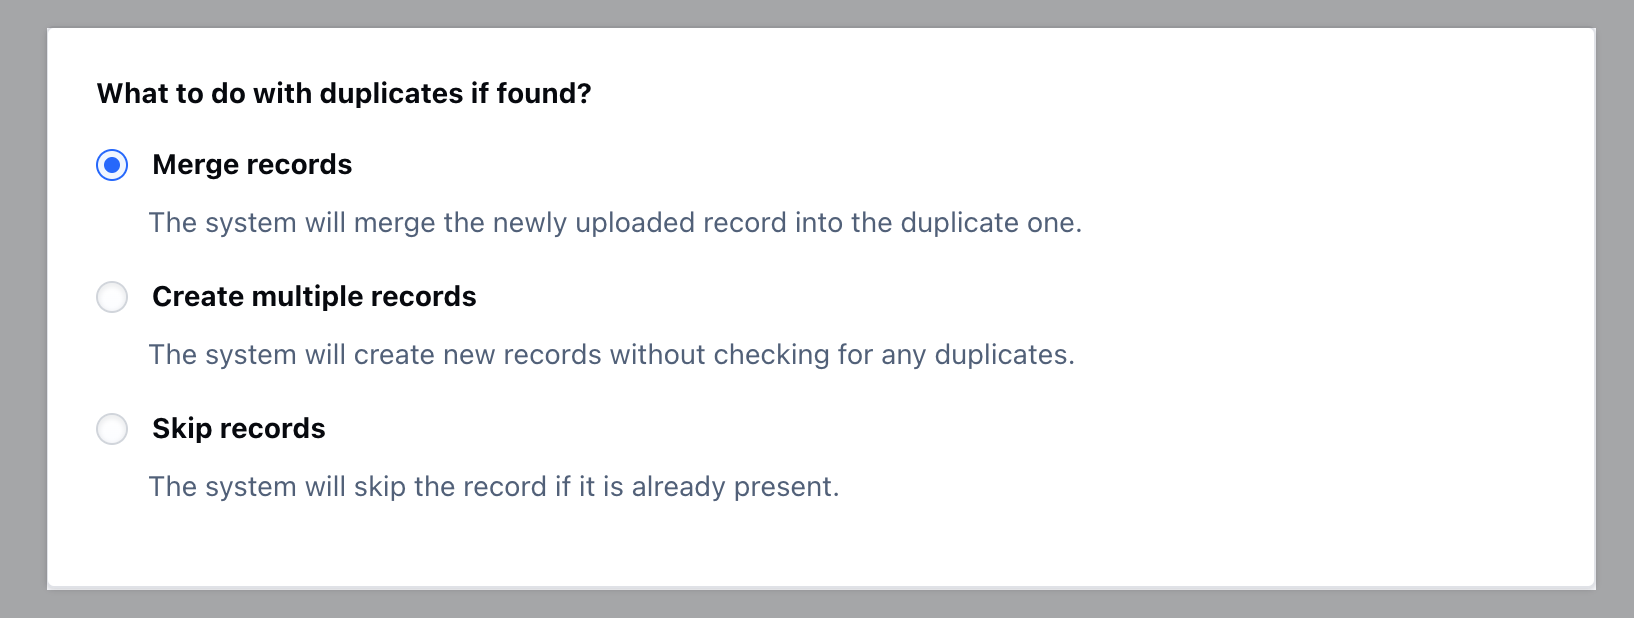 What to do with duplicates if found?
Merge records
The system will merge the newly uploaded record into the duplicate one.
Create multiple records
The system will create new records without checking for any duplicates.
Skip records
The system will skip the record if it is already present.